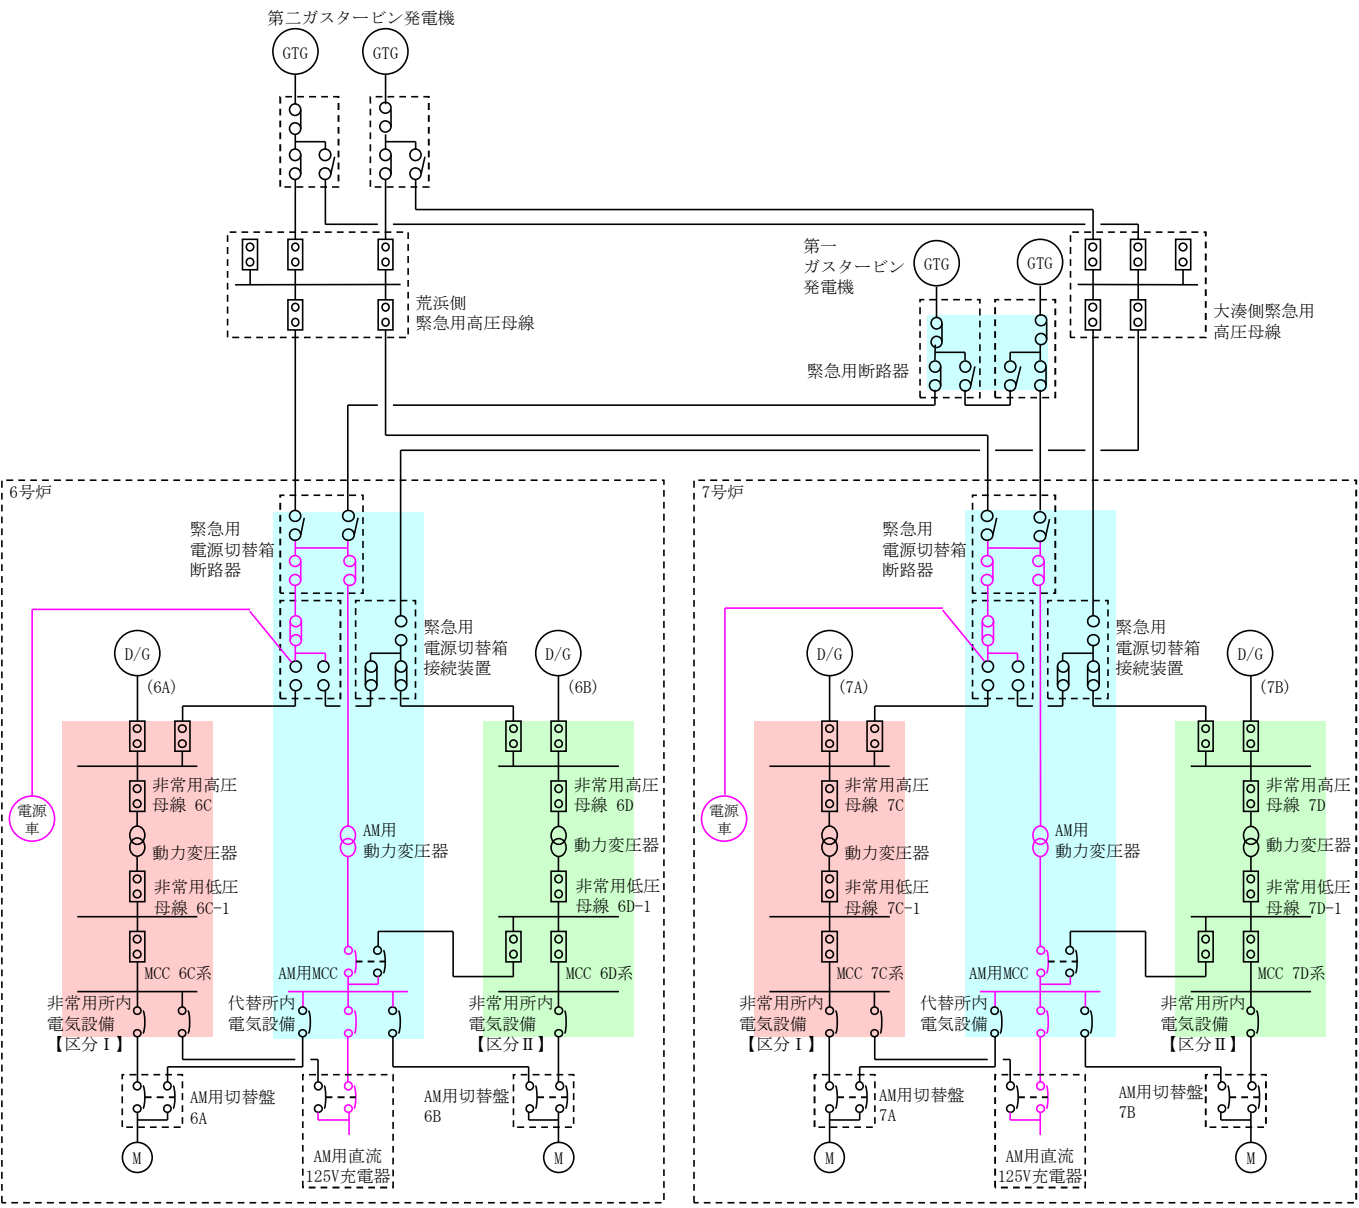 第二ガスタービン発電機
GTG
GTG
第一
ガスタービン
発電機
GTG
GTG
荒浜側
緊急用高圧母線
大湊側緊急用
高圧母線
緊急用断路器
6号炉
緊急用
電源切替箱
断路器
緊急用
電源切替箱
接続装置
D/G
(6A)
D/G
(6B)
電源
車
非常用高圧
母線 6C
動力変圧器
非常用低圧
母線 6C-1
MCC 6C系
非常用所内
電気設備
【区分Ⅰ】
AM用
動力変圧器
AM用MCC
代替所内
電気設備
非常用高圧
母線 6D
動力変圧器
非常用低圧
母線 6D-1
MCC 6D系
非常用所内
電気設備
【区分Ⅱ】
AM用切替盤
6A
AM用切替盤
6B
M
AM用直流
125V充電器
M
7号炉
緊急用
電源切替箱
断路器
緊急用
電源切替箱
接続装置
D/G
(7A)
D/G
(7B)
電源
車
非常用高圧
母線 7C
動力変圧器
非常用低圧
母線 7C-1
MCC 7C系
非常用所内
電気設備
【区分Ⅰ】
AM用
動力変圧器
AM用MCC
代替所内
電気設備
非常用高圧
母線 7D
動力変圧器
非常用低圧
母線 7D-1
MCC 7D系
非常用所内
電気設備
【区分Ⅱ】
AM用切替盤
7A
AM用切替盤
7B
M
AM用直流
125V充電器
M